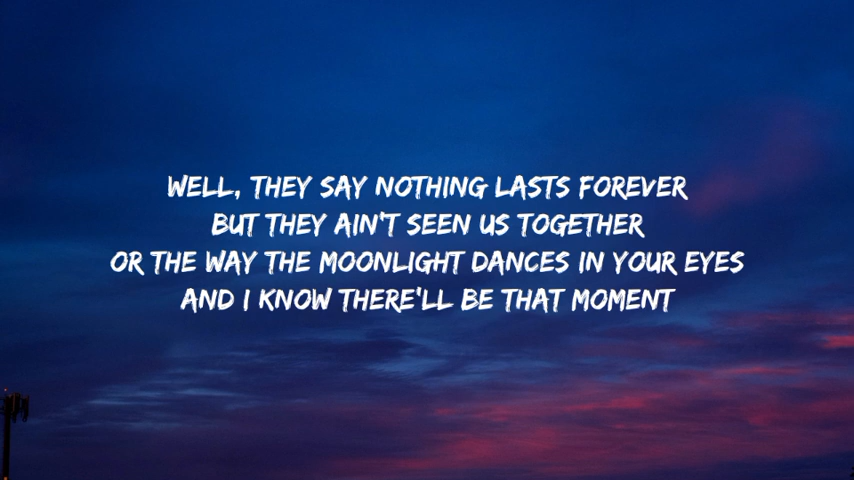 WELL, THEY SAY NOTHING LASTS FOREVER
BUT THEY AIN'T SEEN US TOGETHER
OR THE WAY THE MOONLIGHT DANCES IN YOUR EYES
AND I KNOW THERE'LL BE THAT MOMENT